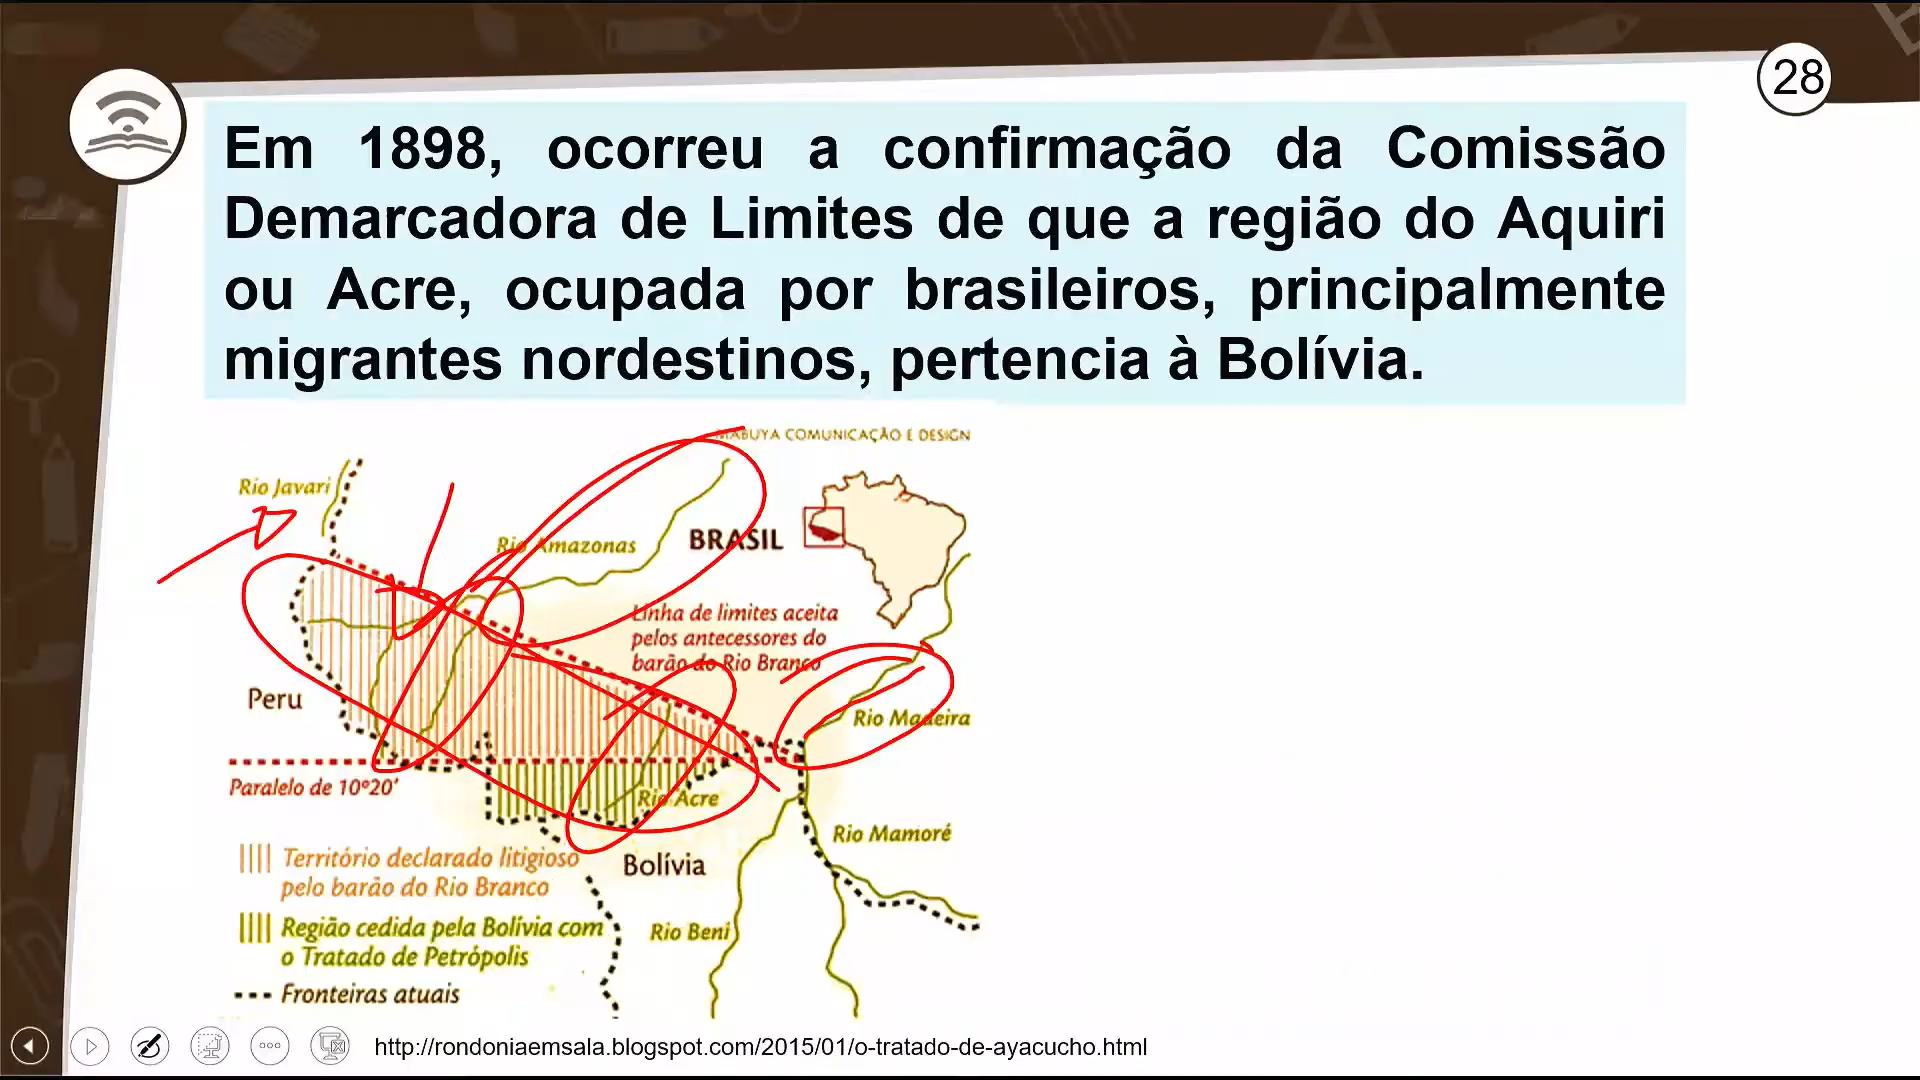 28
Em 1898, ocorreu a confirmação da Comissão
Demarcadora de Limites de que a região do Aquiri
ou Acre, ocupada por brasileiros, principalmente
migrantes nordestinos, pertencia à Bolívia.
MABUYA COMUNICAÇÃO E DESIGN
Rio Javari
Rio Amazonas
BRASIL
Linha de limites aceita
pelos antecessores do
barão do Rio Branco
Peru
Rio Madeira
Paralelo de 10º20'
Rio Acre
Rio Mamoré
Bolívia
Rio Beni
Território declarado litigioso
pelo barão do Rio Branco
Região cedida pela Bolívia com
o Tratado de Petrópolis
Fronteiras atuais
http://rondoniaemsala.blogspot.com/2015/01/o-tratado-de-ayacucho.html